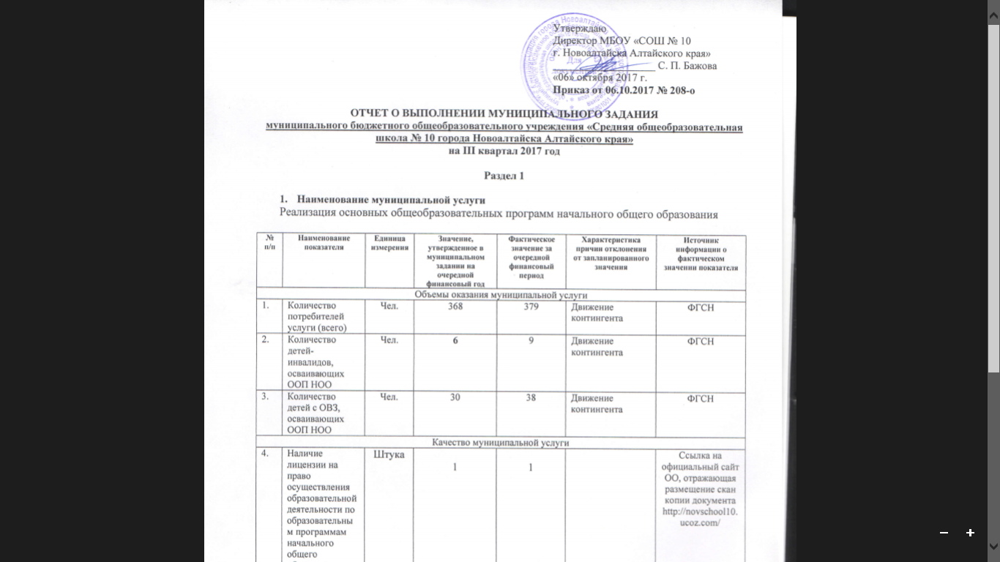 Утверждаю
Директор МБОУ «СОШ № 10
г. Новоалтайска Алтайского края»
С. П. Бажова
«06» октября 2017 г.
Приказ от 06.10.2017 № 208-о
ОТЧЕТ О ВЫПОЛНЕНИИ МУНИЦИПАЛЬНОГО ЗАДАНИЯ
муниципального бюджетного общеобразовательного учреждения «Средняя общеобразовательная
школа № 10 города Новоалтайска Алтайского края»
на III квартал 2017 год
Раздел 1
1. Наименование муниципальной услуги
Реализация основных общеобразовательных программ начального общего образования
№
п/п
Наименование
показателя
Единица
измерения
Значение,
утвержденное в
муниципальном
задании на
очередной
финансовый год
Фактическое
значение за
очередной
финансовый
период
Характеристика
причин отклонения
от запланированного
значения
Источник
информации о
фактическом
значении показателя
Объемы оказания муниципальной услуги
1.
Количество
потребителей
услуги (всего)
Чел.
368
379
Движение
контингента
ФГСН
2.
Количество
детей-
инвалидов,
осваивающих
ООП НОО
Чел.
6
9
Движение
контингента
ФГСН
3.
Количество
детей с ОВЗ,
осваивающих
ООП НОО
Чел.
30
38
Движение
контингента
ФГСН
Качество муниципальной услуги
4.
Наличие
лицензии на
право
осуществления
образовательной
деятельности по
образовательны
м программам
начального
общего
Штука
1
1
Ссылка на
официальный сайт
ОО, отражающая
размещение скан
копии документа
http://novschool10.
ucoz.com/